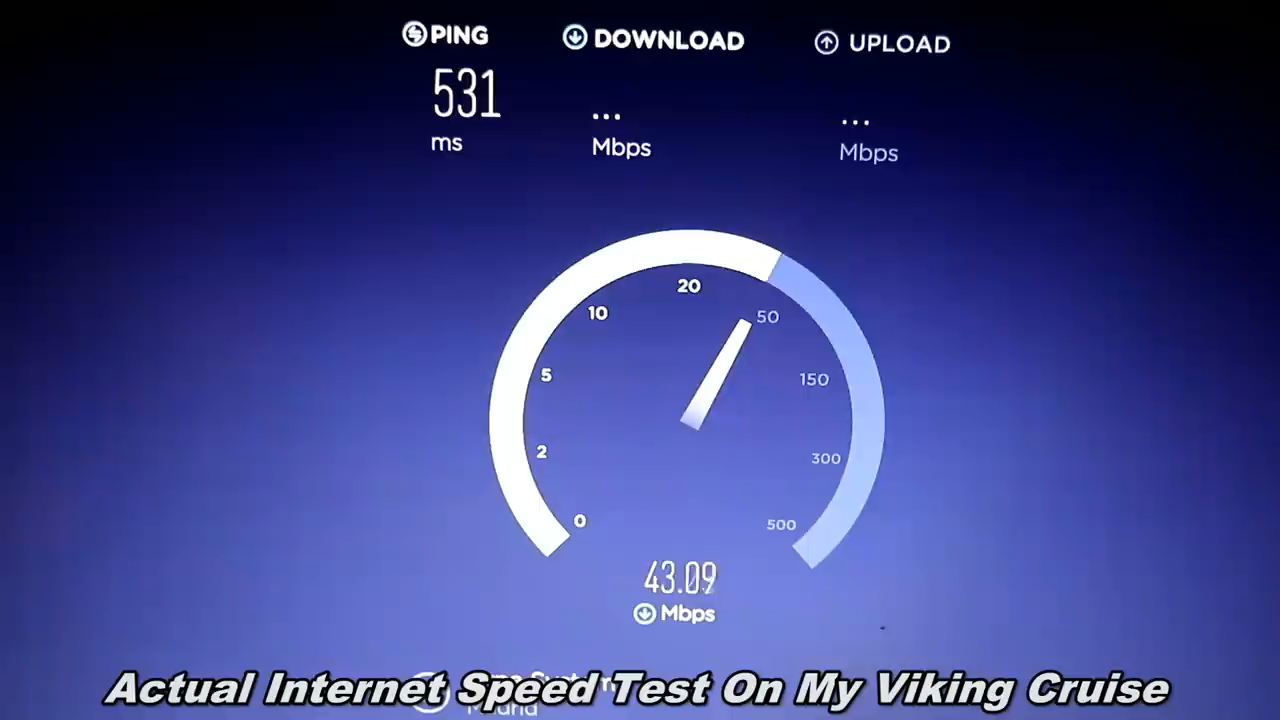 PING DOWNLOAD UPLOAD
531 ... ...
ms Mbps Mbps
20
10 50
5 150
2 300
0 500
43.09
Mbps
Actual Internet Speed Test On My Viking Cruise